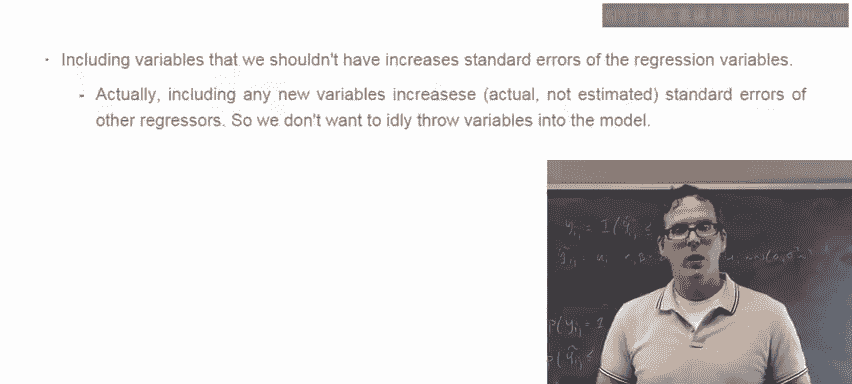 · Including variables that we shouldn't have increases standard errors of the regression variables.
- Actually, including any new variables increasese (actual, not estimated) standard errors of
other regressors. So we don't want to idly throw variables into the model.